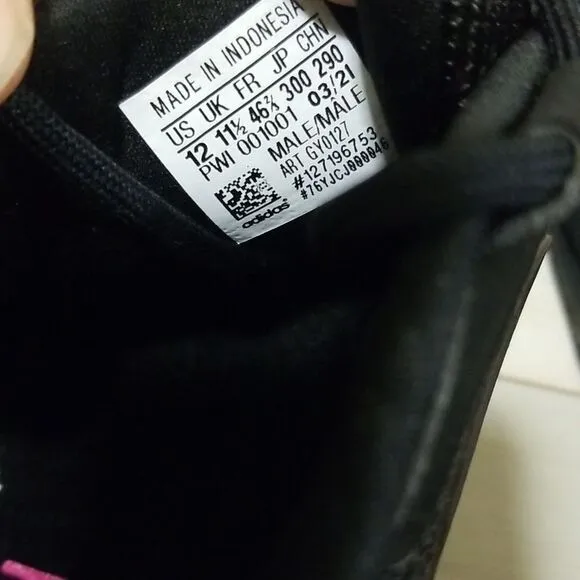 MADE IN INDONESIA
US UK FR JP CHN
12 11½ 46⅔ 300 290
PWI 001001 03/21
MALE/MÂLE
ART GY0127
#127196753
#76YJCJ000046
adidas